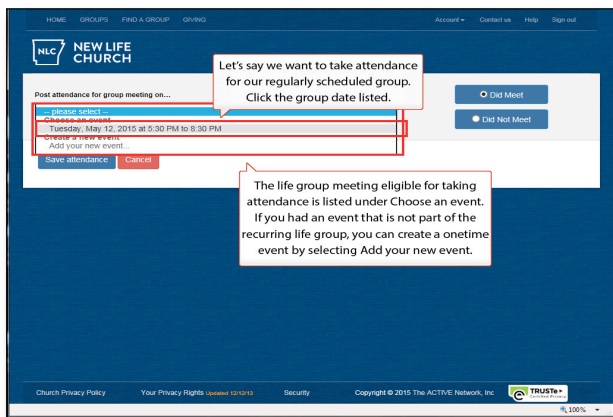 HOME GROUPS FIND A GROUP GIVING Account Contact us Help Sign out
NLC NEW LIFE
CHURCH
Let's say we want to take attendance
for our regularly scheduled group.
Click the group date listed.
Post attendance for group meeting on...
Did Meet
-- please select --
Choose an event
Did Not Meet
Tuesday, May 12, 2015 at 5:30 PM to 8:30 PM
Create a new event
Add your new event...
Save attendance Cancel
The life group meeting eligible for taking
attendance is listed under Choose an event.
If you had an event that is not part of the
recurring life group, you can create a onetime
event by selecting Add your new event.
Church Privacy Policy Your Privacy Rights Updated 12/12/13 Security Copyright © 2015 The ACTIVE Network, Inc TRUSTe
Certified Privacy
100%